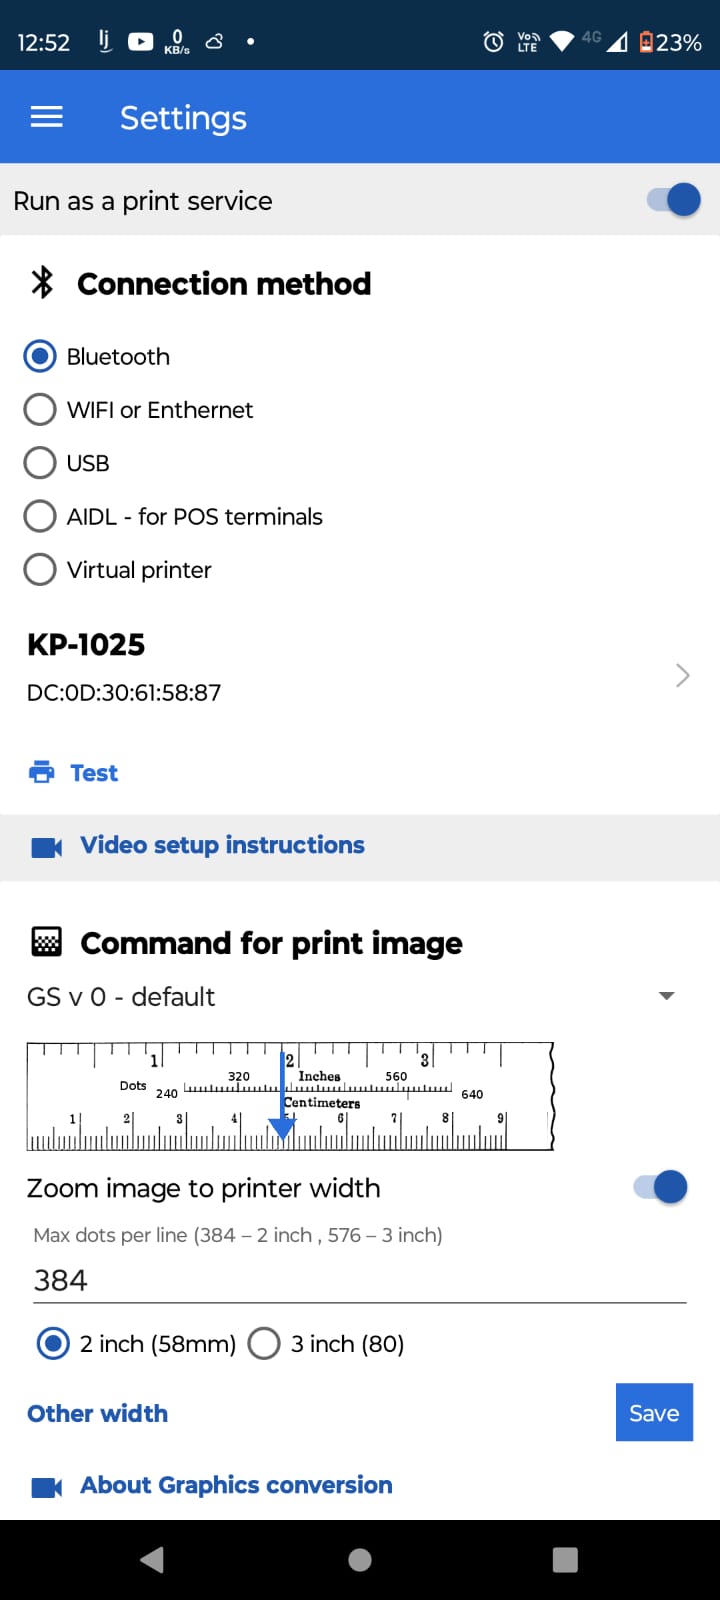 12:52 lj 0 KB/s VoLTE 4G 23%
Settings
Run as a print service
Connection method
Bluetooth
WIFI or Enthernet
USB
AIDL - for POS terminals
Virtual printer
KP-1025
DC:0D:30:61:58:87
Test
Video setup instructions
Command for print image
GS v 0 - default
1 2 3
Dots 240 320 Inches 560 640
Centimeters
1 2 3 4 5 6 7 8 9
Zoom image to printer width
Max dots per line (384 – 2 inch , 576 – 3 inch)
384
2 inch (58mm) 3 inch (80)
Other width Save
About Graphics conversion